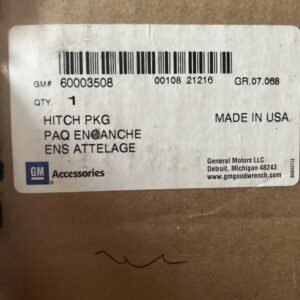 GM# 60003508 00108 21216 GR.07.068
QTY. 1
HITCH PKG MADE IN USA
PAQ ENGANCHE
ENS ATTELAGE
GM Accessories
General Motors LLC
Detroit, Michigan 48243
www.gmgoodwrench.com